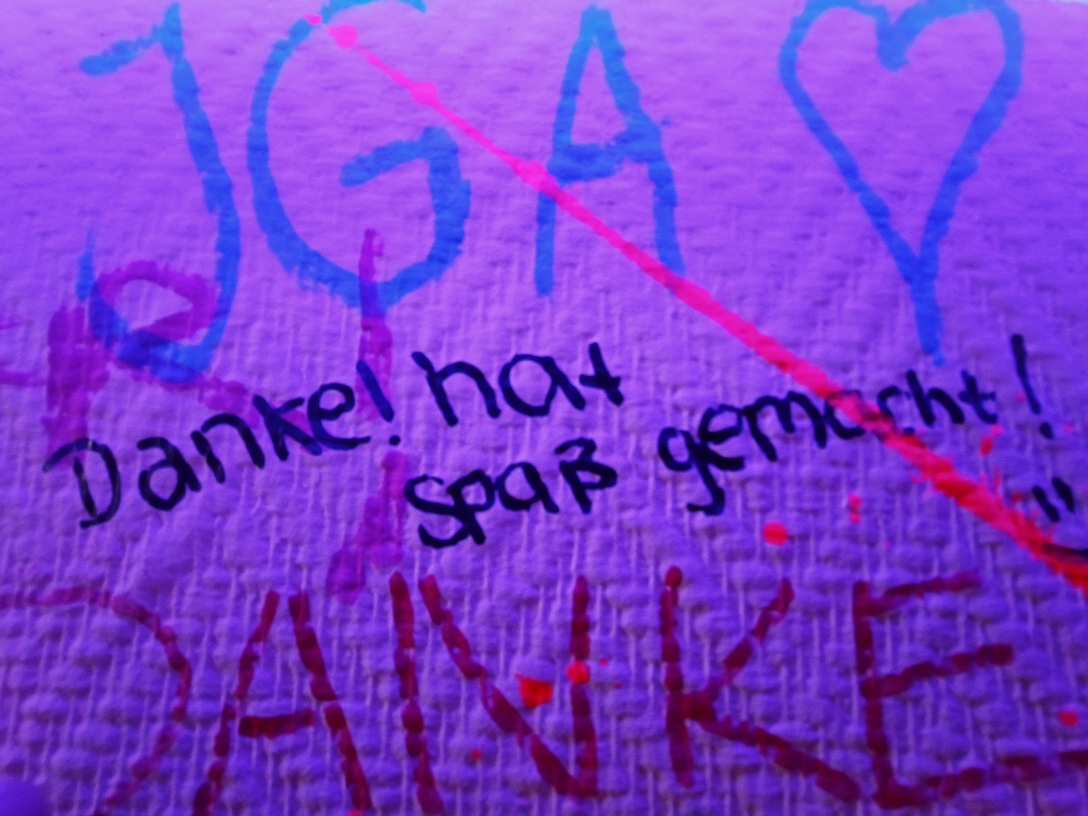 JGA ♡
Danke! hat
spaß gemacht!
DANKE